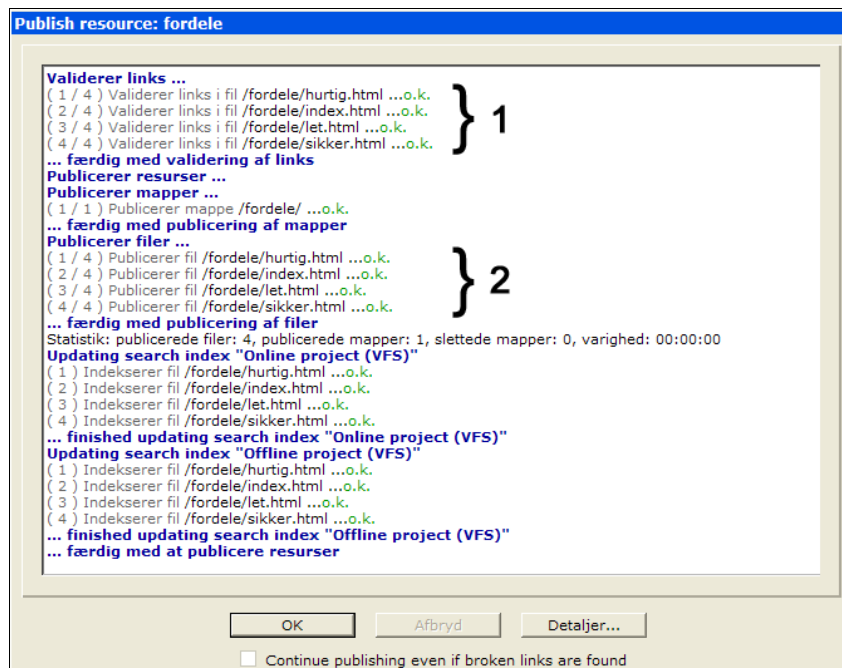 Publish resource: fordele
Validerer links ...
( 1 / 4 ) Validerer links i fil /fordele/hurtig.html ...o.k.
( 2 / 4 ) Validerer links i fil /fordele/index.html ...o.k.
( 3 / 4 ) Validerer links i fil /fordele/let.html ...o.k.
( 4 / 4 ) Validerer links i fil /fordele/sikker.html ...o.k.
} 1
... færdig med validering af links
Publicerer resurser ...
Publicerer mapper ...
( 1 / 1 ) Publicerer mappe /fordele/ ...o.k.
... færdig med publicering af mapper
Publicerer filer ...
( 1 / 4 ) Publicerer fil /fordele/hurtig.html ...o.k.
( 2 / 4 ) Publicerer fil /fordele/index.html ...o.k.
( 3 / 4 ) Publicerer fil /fordele/let.html ...o.k.
( 4 / 4 ) Publicerer fil /fordele/sikker.html ...o.k.
} 2
... færdig med publicering af filer
Statistik: publicerede filer: 4, publicerede mapper: 1, slettede mapper: 0, varighed: 00:00:00
Updating search index "Online project (VFS)"
( 1 ) Indekserer fil /fordele/hurtig.html ...o.k.
( 2 ) Indekserer fil /fordele/index.html ...o.k.
( 3 ) Indekserer fil /fordele/let.html ...o.k.
( 4 ) Indekserer fil /fordele/sikker.html ...o.k.
... finished updating search index "Online project (VFS)"
Updating search index "Offline project (VFS)"
( 1 ) Indekserer fil /fordele/hurtig.html ...o.k.
( 2 ) Indekserer fil /fordele/index.html ...o.k.
( 3 ) Indekserer fil /fordele/let.html ...o.k.
( 4 ) Indekserer fil /fordele/sikker.html ...o.k.
... finished updating search index "Offline project (VFS)"
... færdig med at publicere resurser
OK Afbryd Detaljer...
Continue publishing even if broken links are found